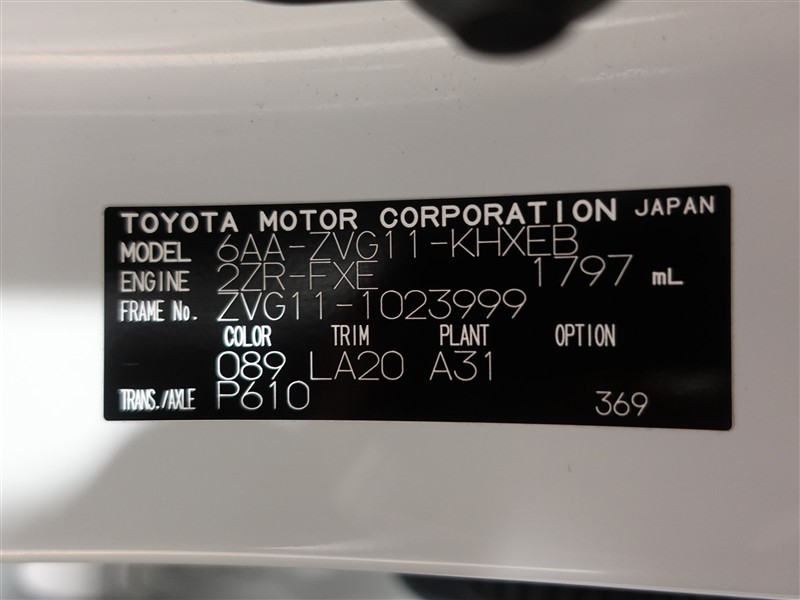 TOYOTA MOTOR CORPORATION JAPAN
MODEL 6AA-ZVG11-KHXEB
ENGINE 2ZR-FXE 1797 mL
FRAME No. ZVG11-1023999
COLOR TRIM PLANT OPTION
089 LA20 A31
TRANS./AXLE P610 369